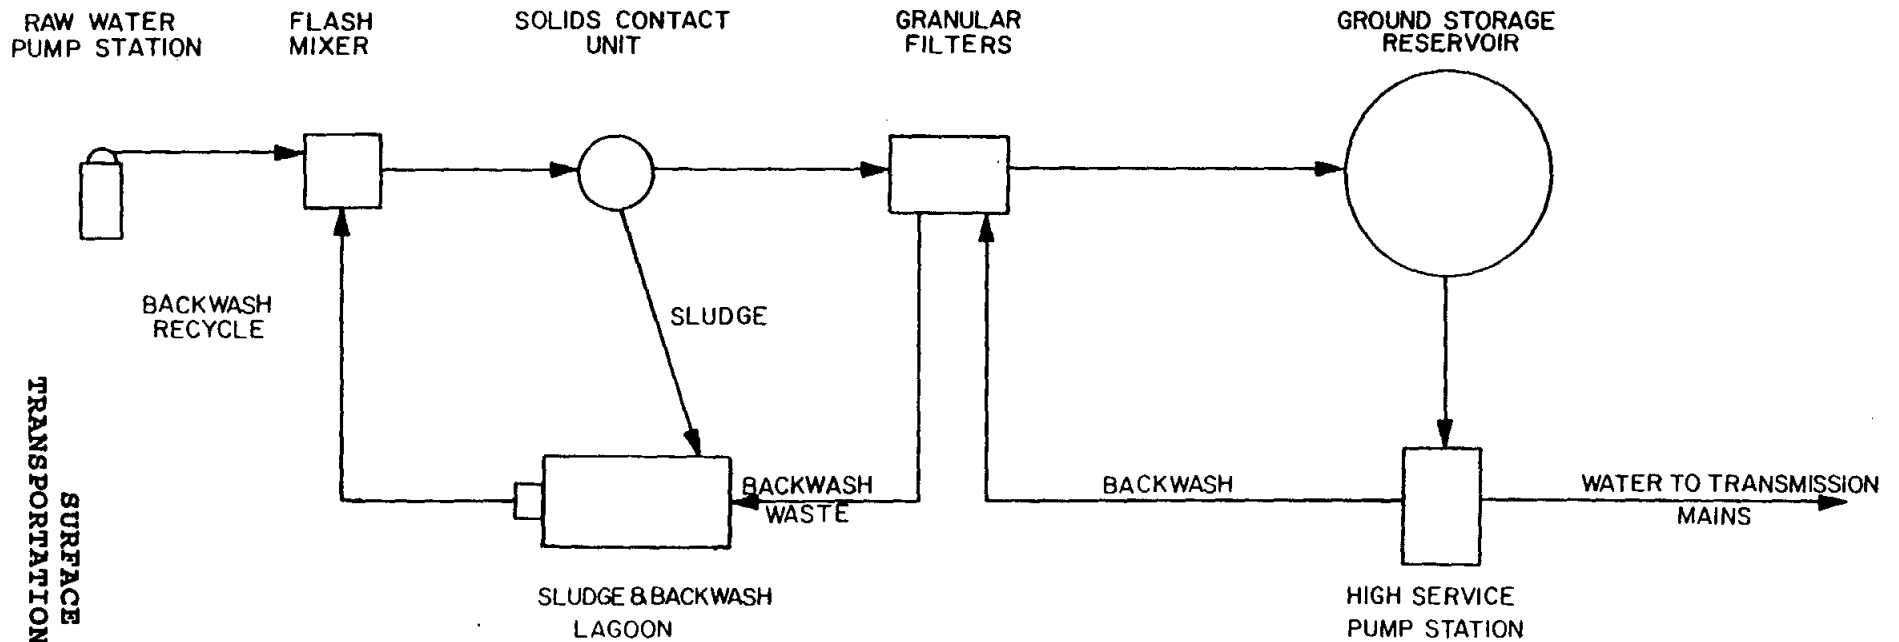 RAW WATER
PUMP STATION
FLASH
MIXER
SOLIDS CONTACT
UNIT
GRANULAR
FILTERS
GROUND STORAGE
RESERVOIR
BACKWASH
RECYCLE
SLUDGE
BACKWASH
WASTE
BACKWASH
WATER TO TRANSMISSION
MAINS
SLUDGE & BACKWASH
LAGOON
HIGH SERVICE
PUMP STATION
SURFACE
TRANSPORTATION